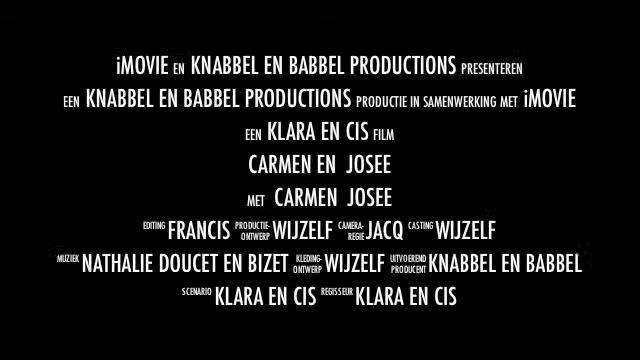 iMOVIE EN KNABBEL EN BABBEL PRODUCTIONS PRESENTEREN
EEN KNABBEL EN BABBEL PRODUCTIONS PRODUCTIE IN SAMENWERKING MET iMOVIE
EEN KLARA EN CIS FILM
CARMEN EN JOSEE
MET CARMEN JOSEE
EDITING FRANCIS PRODUCTIE-ONTWERP WIJZELF CAMERA-REGIE JACQ CASTING WIJZELF
MUZIEK NATHALIE DOUCET EN BIZET KLEDING-ONTWERP WIJZELF UITVOEREND PRODUCENT KNABBEL EN BABBEL
SCENARIO KLARA EN CIS REGISSEUR KLARA EN CIS